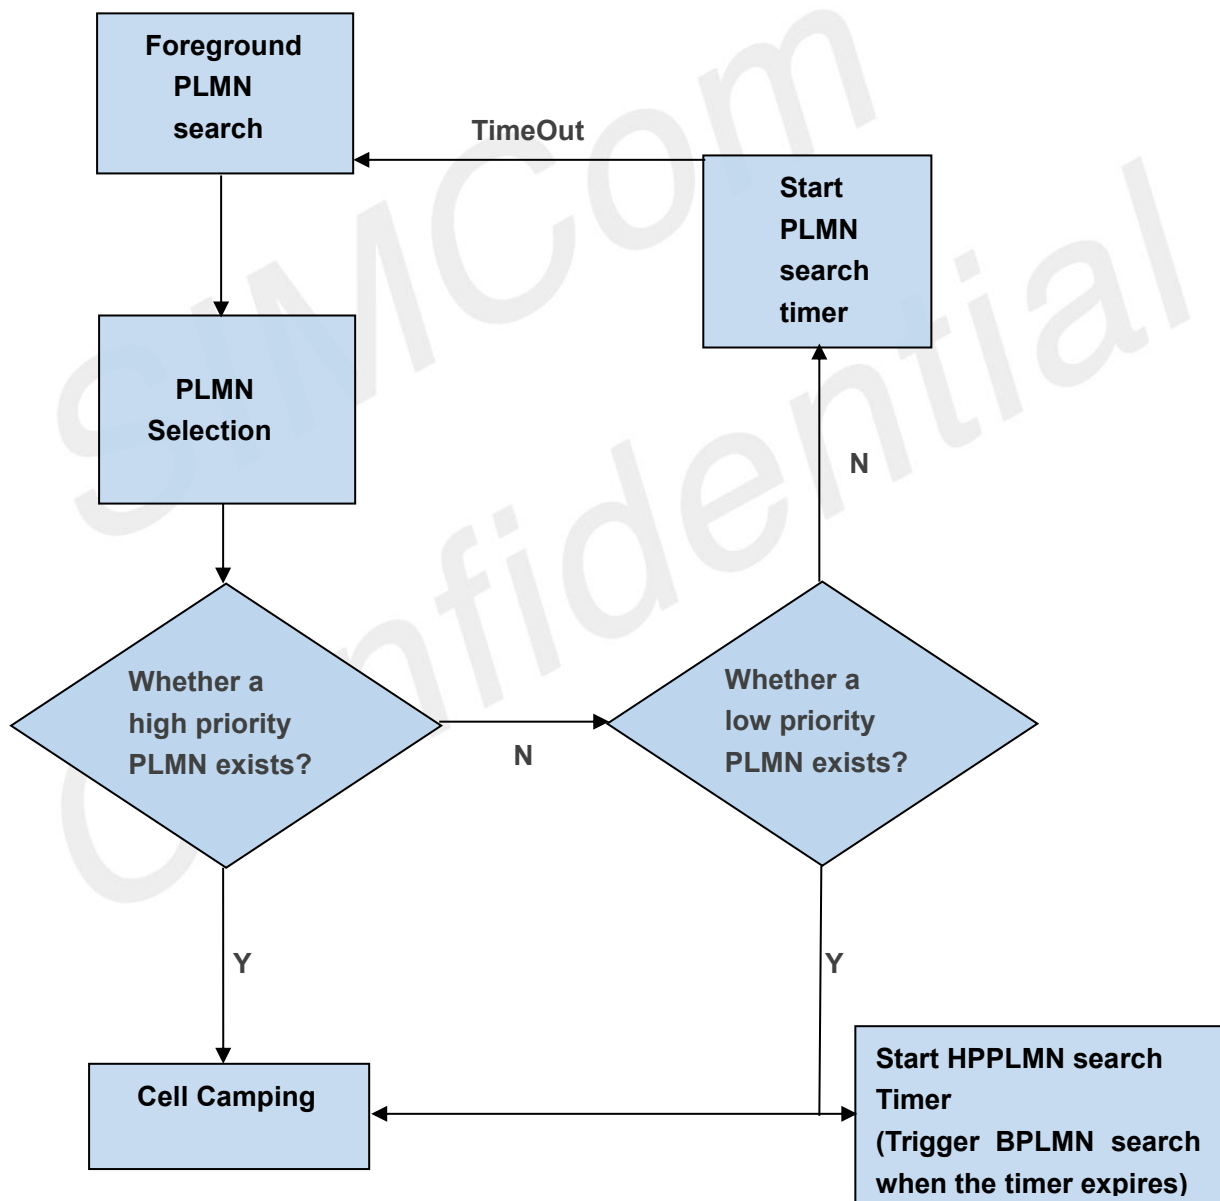 Foreground
PLMN
search
TimeOut
Start
PLMN
search
timer
PLMN
Selection
N
Whether a
high priority
PLMN exists?
N
Whether a
low priority
PLMN exists?
Y
Y
Cell Camping
Start HPPLMN search
Timer
(Trigger BPLMN search
when the timer expires)
SIMCom
Confidential